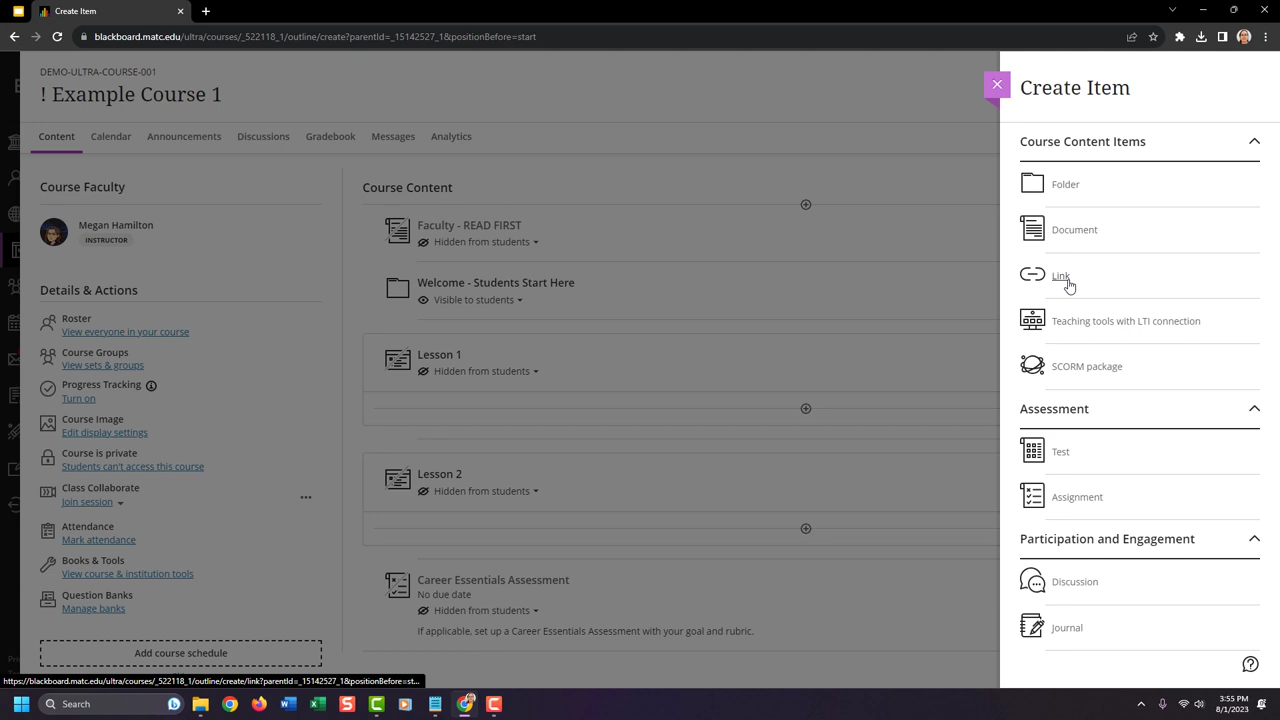 Create Item
blackboard.matc.edu/ultra/courses/_522118_1/outline/create?parentId=_15142527_1&positionBefore=start
DEMO-ULTRA-COURSE-001
! Example Course 1
Content Calendar Announcements Discussions Gradebook Messages Analytics
Course Faculty
Megan Hamilton
INSTRUCTOR
Details & Actions
Roster
View everyone in your course
Course Groups
View sets & groups
Progress Tracking
Turn on
Course Image
Edit display settings
Course is private
Students can't access this course
Class Collaborate
Join session
Attendance
Mark attendance
Books & Tools
View course & institution tools
Question Banks
Manage banks
Add course schedule
Course Content
Faculty - READ FIRST
Hidden from students
Welcome - Students Start Here
Visible to students
Lesson 1
Hidden from students
Lesson 2
Hidden from students
Career Essentials Assessment
No due date
Hidden from students
If applicable, set up a Career Essentials Assessment with your goal and rubric.
Create Item
Course Content Items
Folder
Document
Link
Teaching tools with LTI connection
SCORM package
Assessment
Test
Assignment
Participation and Engagement
Discussion
Journal
https://blackboard.matc.edu/ultra/courses/_522118_1/outline/create/link?parentId=_15142527_1&positionBefore=st...
Search
3:55 PM
8/1/2023